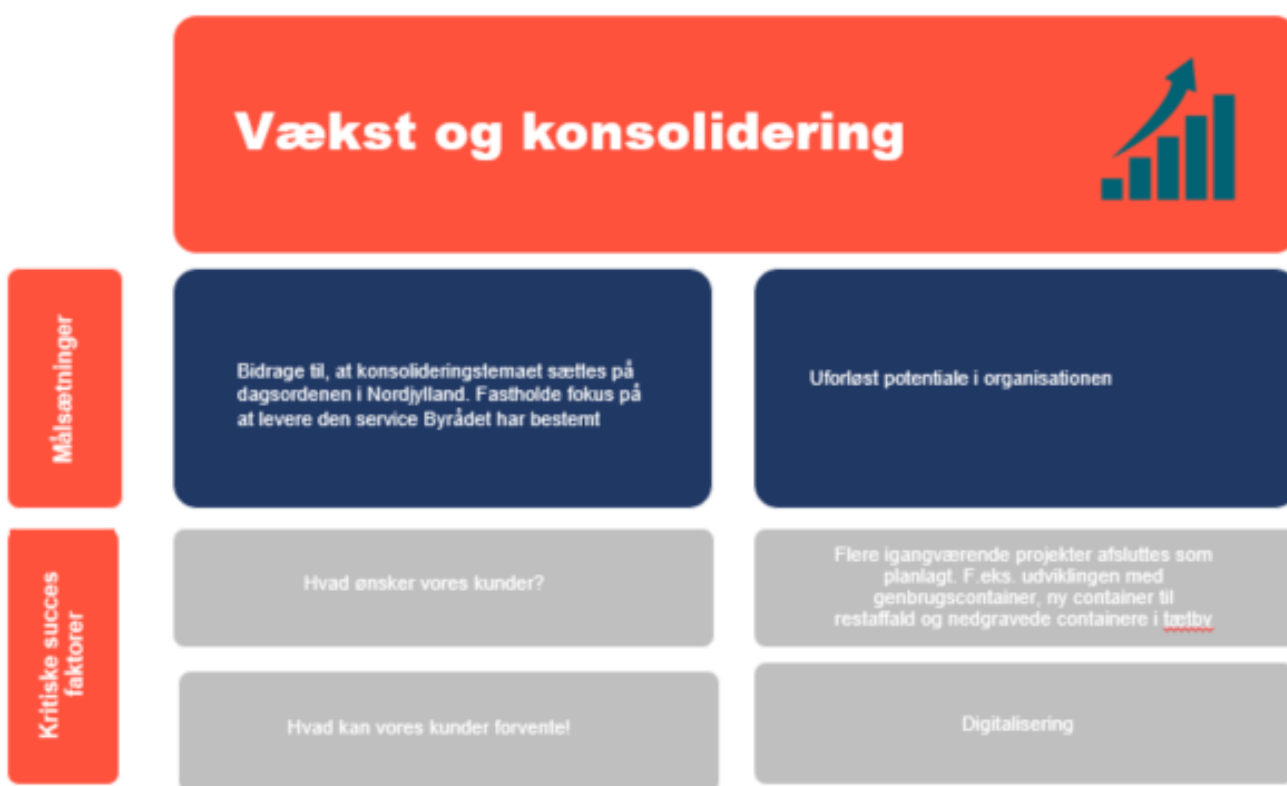 Vækst og konsolidering
Målsætninger
Bidrage til, at konsolideringstemaet sættes på
dagsordenen i Nordjylland. Fastholde fokus på
at levere den service Byrådet har bestemt
Uforløst potentiale i organisationen
Kritiske succes
faktorer
Hvad ønsker vores kunder?
Flere igangværende projekter afsluttes som
planlagt. F.eks. udviklingen med
genbrugscontainer, ny container til
restaffald og nedgravede containere i tætby
Hvad kan vores kunder forvente!
Digitalisering